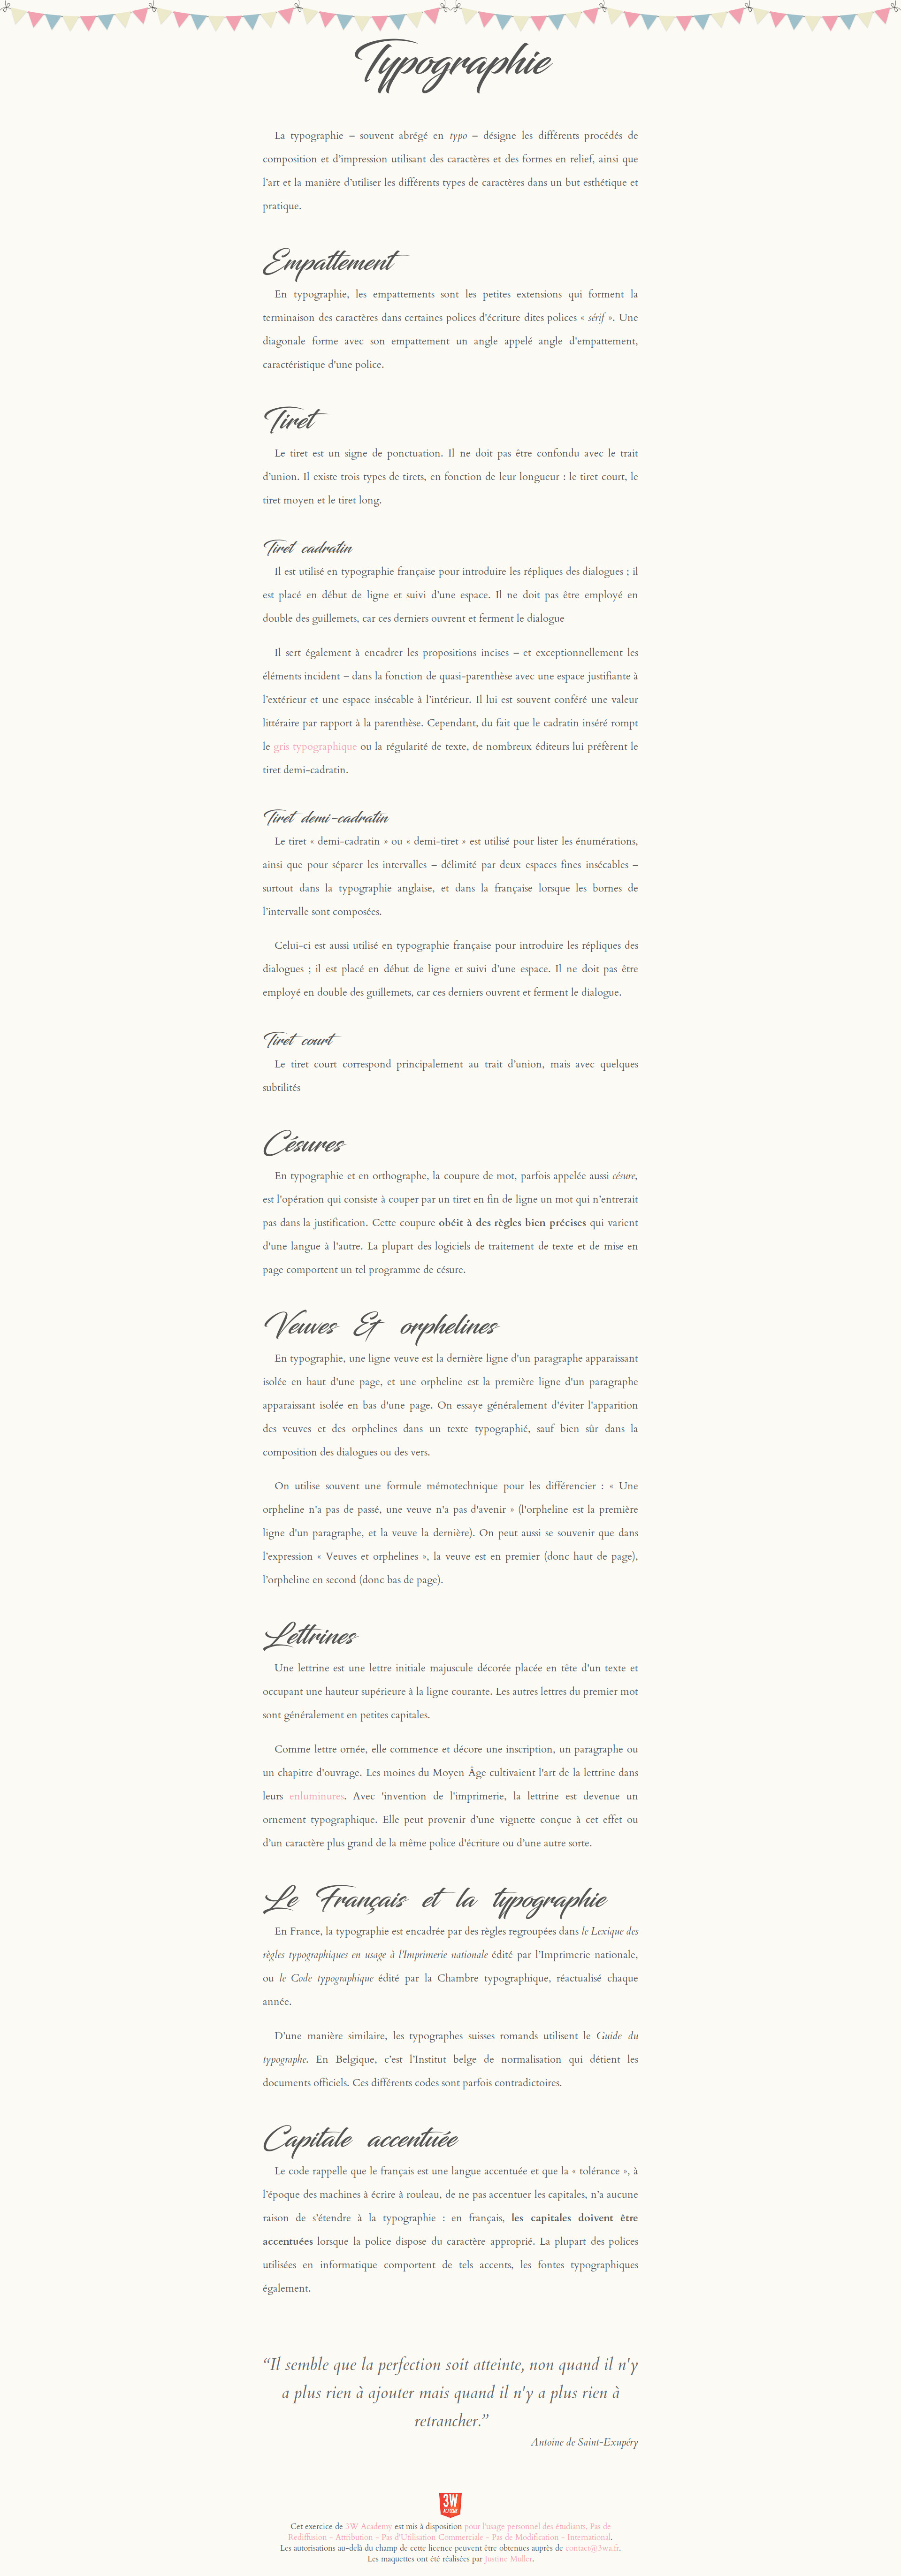 Typographie
La typographie – souvent abrégé en typo – désigne les différents procédés de
composition et d’impression utilisant des caractères et des formes en relief, ainsi que
l’art et la manière d’utiliser les différents types de caractères dans un but esthétique et
pratique.
Empattement
En typographie, les empattements sont les petites extensions qui forment la
terminaison des caractères dans certaines polices d'écriture dites polices « sérif ». Une
diagonale forme avec son empattement un angle appelé angle d'empattement,
caractéristique d'une police.
Tiret
Le tiret est un signe de ponctuation. Il ne doit pas être confondu avec le trait
d’union. Il existe trois types de tirets, en fonction de leur longueur : le tiret court, le
tiret moyen et le tiret long.
Tiret cadratin
Il est utilisé en typographie française pour introduire les répliques des dialogues ; il
est placé en début de ligne et suivi d’une espace. Il ne doit pas être employé en
double des guillemets, car ces derniers ouvrent et ferment le dialogue
Il sert également à encadrer les propositions incises – et exceptionnellement les
éléments incident – dans la fonction de quasi-parenthèse avec une espace justifiante à
l’extérieur et une espace insécable à l’intérieur. Il lui est souvent conféré une valeur
littéraire par rapport à la parenthèse. Cependant, du fait que le cadratin inséré rompt
le gris typographique ou la régularité de texte, de nombreux éditeurs lui préfèrent le
tiret demi-cadratin.
Tiret demi-cadratin
Le tiret « demi-cadratin » ou « demi-tiret » est utilisé pour lister les énumérations,
ainsi que pour séparer les intervalles – délimité par deux espaces fines insécables –
surtout dans la typographie anglaise, et dans la française lorsque les bornes de
l’intervalle sont composées.
Celui-ci est aussi utilisé en typographie française pour introduire les répliques des
dialogues ; il est placé en début de ligne et suivi d’une espace. Il ne doit pas être
employé en double des guillemets, car ces derniers ouvrent et ferment le dialogue.
Tiret court
Le tiret court correspond principalement au trait d’union, mais avec quelques
subtilités
Césures
En typographie et en orthographe, la coupure de mot, parfois appelée aussi césure,
est l'opération qui consiste à couper par un tiret en fin de ligne un mot qui n’entrerait
pas dans la justification. Cette coupure obéit à des règles bien précises qui varient
d'une langue à l'autre. La plupart des logiciels de traitement de texte et de mise en
page comportent un tel programme de césure.
Veuves Et orphelines
En typographie, une ligne veuve est la dernière ligne d'un paragraphe apparaissant
isolée en haut d'une page, et une orpheline est la première ligne d'un paragraphe
apparaissant isolée en bas d'une page. On essaye généralement d'éviter l'apparition
des veuves et des orphelines dans un texte typographié, sauf bien sûr dans la
composition des dialogues ou des vers.
On utilise souvent une formule mémotechnique pour les différencier : « Une
orpheline n'a pas de passé, une veuve n'a pas d'avenir » (l'orpheline est la première
ligne d'un paragraphe, et la veuve la dernière). On peut aussi se souvenir que dans
l’expression « Veuves et orphelines », la veuve est en premier (donc haut de page),
l’orpheline en second (donc bas de page).
Lettrines
Une lettrine est une lettre initiale majuscule décorée placée en tête d'un texte et
occupant une hauteur supérieure à la ligne courante. Les autres lettres du premier mot
sont généralement en petites capitales.
Comme lettre ornée, elle commence et décore une inscription, un paragraphe ou
un chapitre d'ouvrage. Les moines du Moyen Âge cultivaient l'art de la lettrine dans
leurs enluminures. Avec 'invention de l'imprimerie, la lettrine est devenue un
ornement typographique. Elle peut provenir d’une vignette conçue à cet effet ou
d’un caractère plus grand de la même police d'écriture ou d’une autre sorte.
Le Français et la typographie
En France, la typographie est encadrée par des règles regroupées dans le Lexique des
règles typographiques en usage à l’Imprimerie nationale édité par l’Imprimerie nationale,
ou le Code typographique édité par la Chambre typographique, réactualisé chaque
année.
D’une manière similaire, les typographes suisses romands utilisent le Guide du
typographe. En Belgique, c’est l’Institut belge de normalisation qui détient les
documents officiels. Ces différents codes sont parfois contradictoires.
Capitale accentuée
Le code rappelle que le français est une langue accentuée et que la « tolérance », à
l’époque des machines à écrire à rouleau, de ne pas accentuer les capitales, n’a aucune
raison de s’étendre à la typographie : en français, les capitales doivent être
accentuées lorsque la police dispose du caractère approprié. La plupart des polices
utilisées en informatique comportent de tels accents, les fontes typographiques
également.
“Il semble que la perfection soit atteinte, non quand il n'y
a plus rien à ajouter mais quand il n'y a plus rien à
retrancher.”
Antoine de Saint-Exupéry
3W
ACADEMY
Cet exercice de 3W Academy est mis à disposition pour l'usage personnel des étudiants, Pas de
Rediffusion - Attribution - Pas d'Utilisation Commerciale - Pas de Modification - International.
Les autorisations au-delà du champ de cette licence peuvent être obtenues auprès de contact@3wa.fr.
Les maquettes ont été réalisées par Justine Muller.